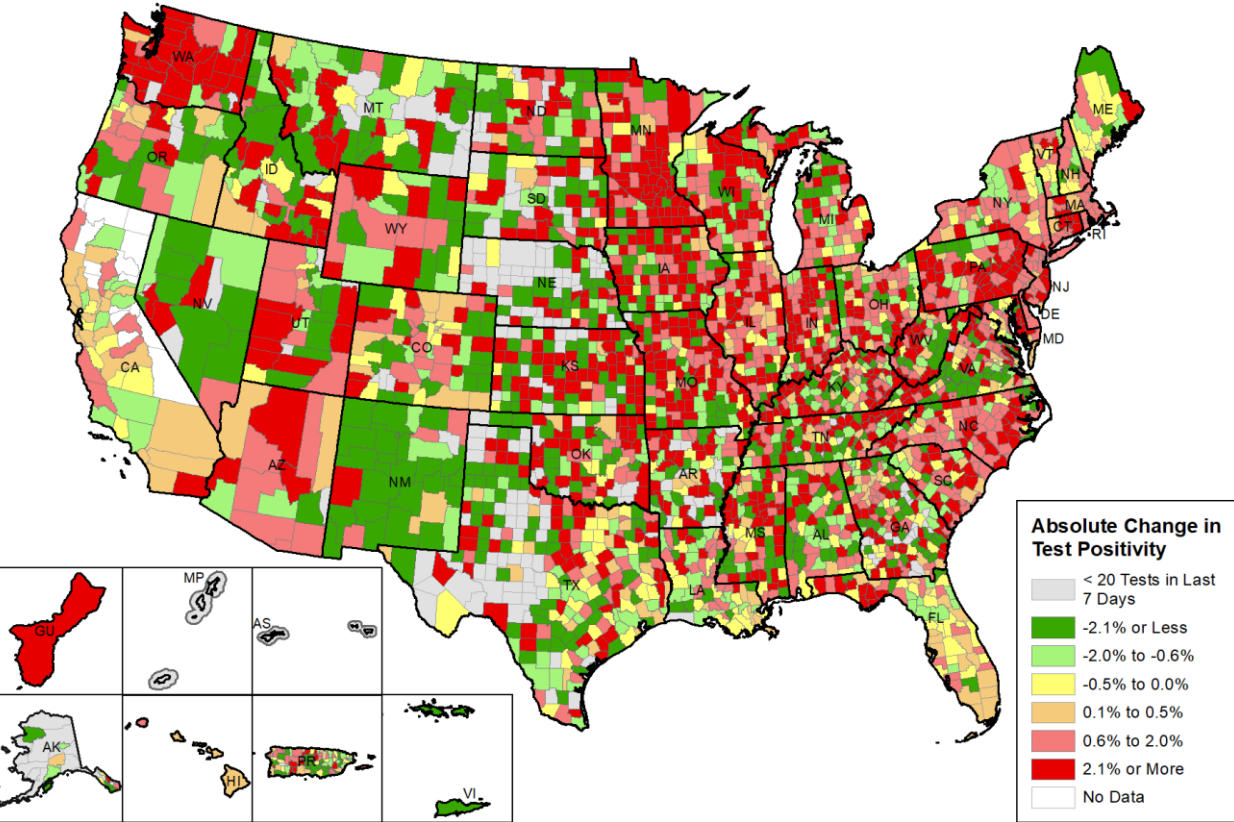 WA
MT
ND
MN
ME
OR
ID
SD
WI
VT
NH
NY
MI
MA
CT
RI
WY
NE
IA
PA
NJ
NV
UT
CO
IL
IN
OH
DE
MD
WV
CA
KS
MO
KY
VA
AZ
NM
OK
AR
TN
NC
SC
MS
AL
GA
TX
LA
FL
GU
MP
AS
AK
HI
PR
VI
Absolute Change in
Test Positivity
< 20 Tests in Last
7 Days
-2.1% or Less
-2.0% to -0.6%
-0.5% to 0.0%
0.1% to 0.5%
0.6% to 2.0%
2.1% or More
No Data